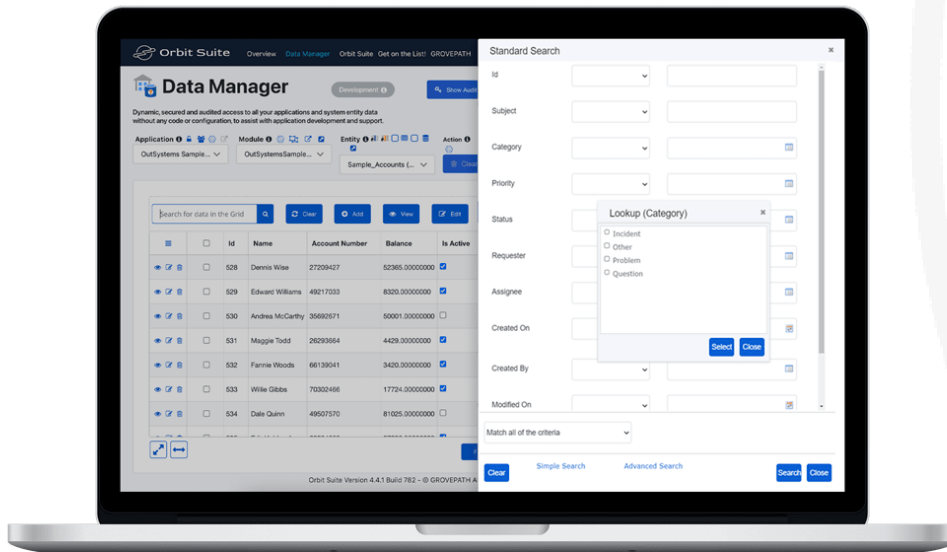 Orbit Suite
Overview Data Manager Orbit Suite Get on the List! GROVEPATH
Data Manager
Development
Show Audit
Dynamic, secured and audited access to all your applications and system entity data
without any code or configuration, to assist with application development and support.
Application Module Entity Action
OutSystems Sample... OutSystemsSample... Sample_Accounts (... Clear
Search for data in the Grid Clear Add View Edit
Id Name Account Number Balance Is Active
528 Dennis Wise 27209427 52365.00000000
529 Edward Williams 49217033 8320.00000000
530 Andrea McCarthy 35692571 50001.00000000
531 Maggie Todd 26293664 4429.00000000
532 Fannie Woods 66139041 3420.00000000
533 Willie Gibbs 70302466 17724.00000000
534 Dale Quinn 49507570 81025.00000000
Orbit Suite Version 4.4.1 Build 782 - © GROVEPATH
Standard Search
Id
Subject
Category
Priority
Status
Requester
Assignee
Created On
Created By
Modified On
Lookup (Category)
Incident
Other
Problem
Question
Select Close
Match all of the criteria
Clear Simple Search Advanced Search Search Close